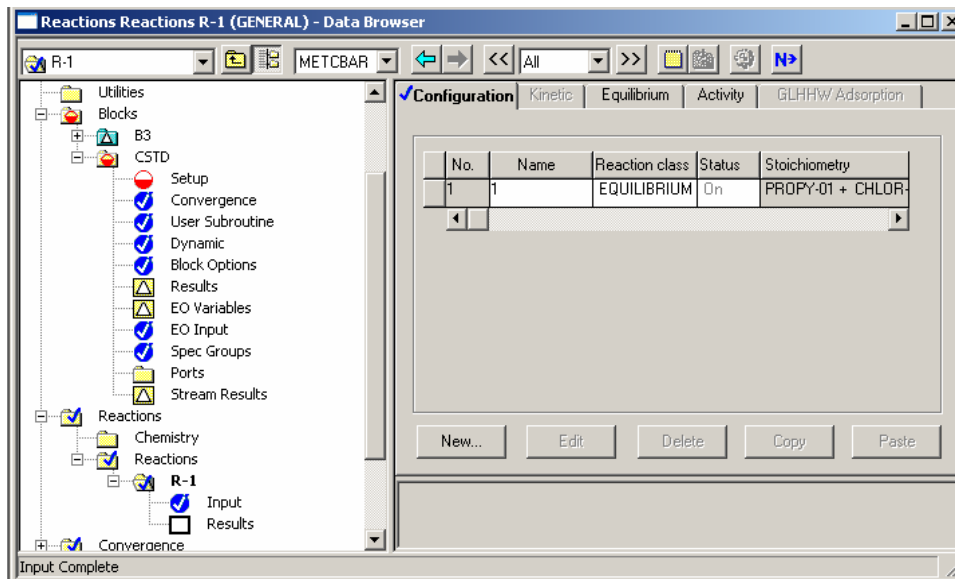 Reactions Reactions R-1 (GENERAL) - Data Browser
R-1 METCBAR << All >> N>
Utilities
Blocks
B3
CSTD
Setup
Convergence
User Subroutine
Dynamic
Block Options
Results
EO Variables
EO Input
Spec Groups
Ports
Stream Results
Reactions
Chemistry
Reactions
R-1
Input
Results
Convergence
Configuration Kinetic Equilibrium Activity GLHHW Adsorption
No. Name Reaction class Status Stoichiometry
1 1 EQUILIBRIUM On PROPY-01 + CHLOR-
New... Edit Delete Copy Paste
Input Complete